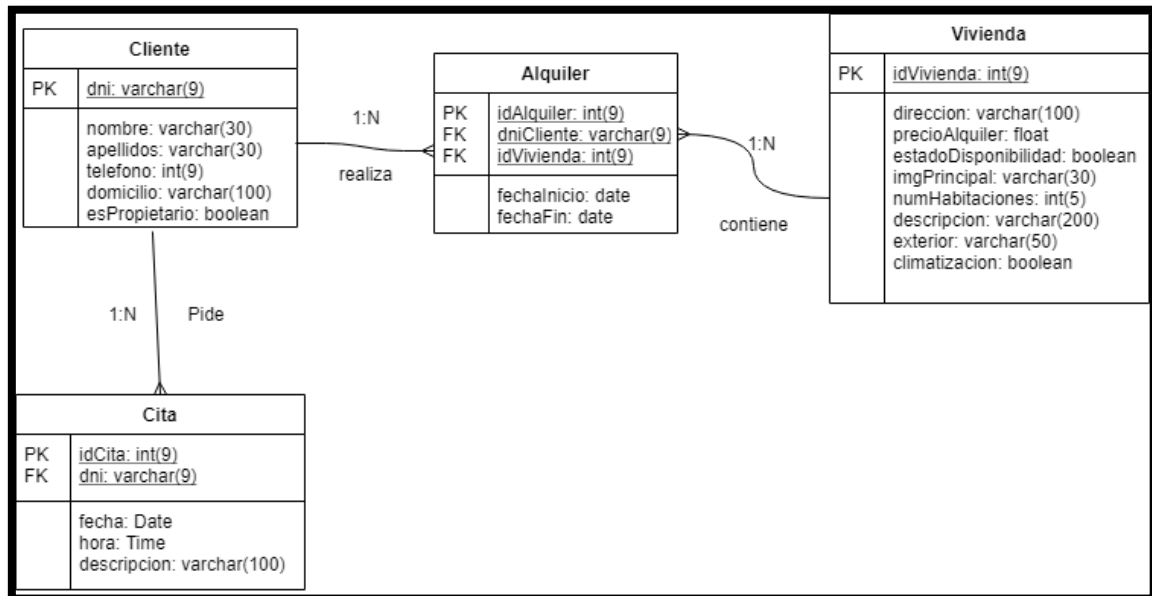 Cliente
PK dni: varchar(9)
nombre: varchar(30)
apellidos: varchar(30)
telefono: int(9)
domicilio: varchar(100)
esPropietario: boolean
1:N
realiza
Alquiler
PK idAlquiler: int(9)
FK dniCliente: varchar(9)
FK idVivienda: int(9)
fechaInicio: date
fechaFin: date
1:N
contiene
Vivienda
PK idVivienda: int(9)
direccion: varchar(100)
precioAlquiler: float
estadoDisponibilidad: boolean
imgPrincipal: varchar(30)
numHabitaciones: int(5)
descripcion: varchar(200)
exterior: varchar(50)
climatizacion: boolean
1:N Pide
Cita
PK idCita: int(9)
FK dni: varchar(9)
fecha: Date
hora: Time
descripcion: varchar(100)